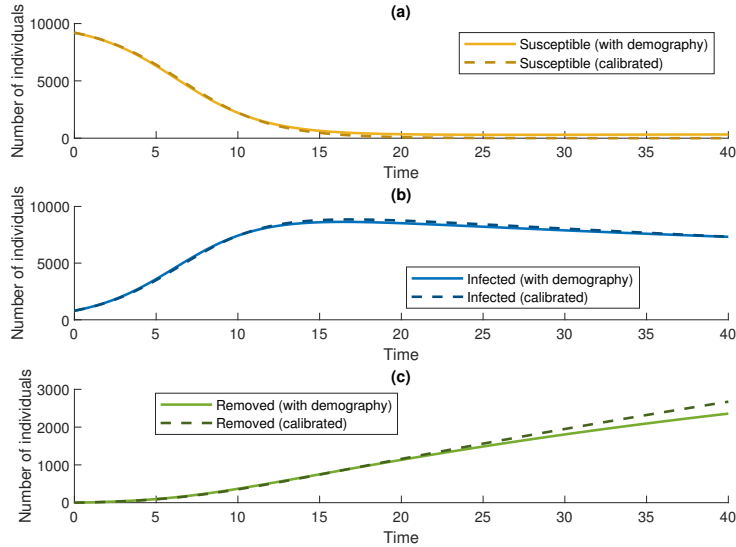 (a)
Number of individuals
10000
5000
0
Susceptible (with demography)
Susceptible (calibrated)
0 5 10 15 20 25 30 35 40
Time
(b)
Number of individuals
10000
5000
0
Infected (with demography)
Infected (calibrated)
0 5 10 15 20 25 30 35 40
Time
(c)
Number of individuals
3000
2000
1000
0
Removed (with demography)
Removed (calibrated)
0 5 10 15 20 25 30 35 40
Time